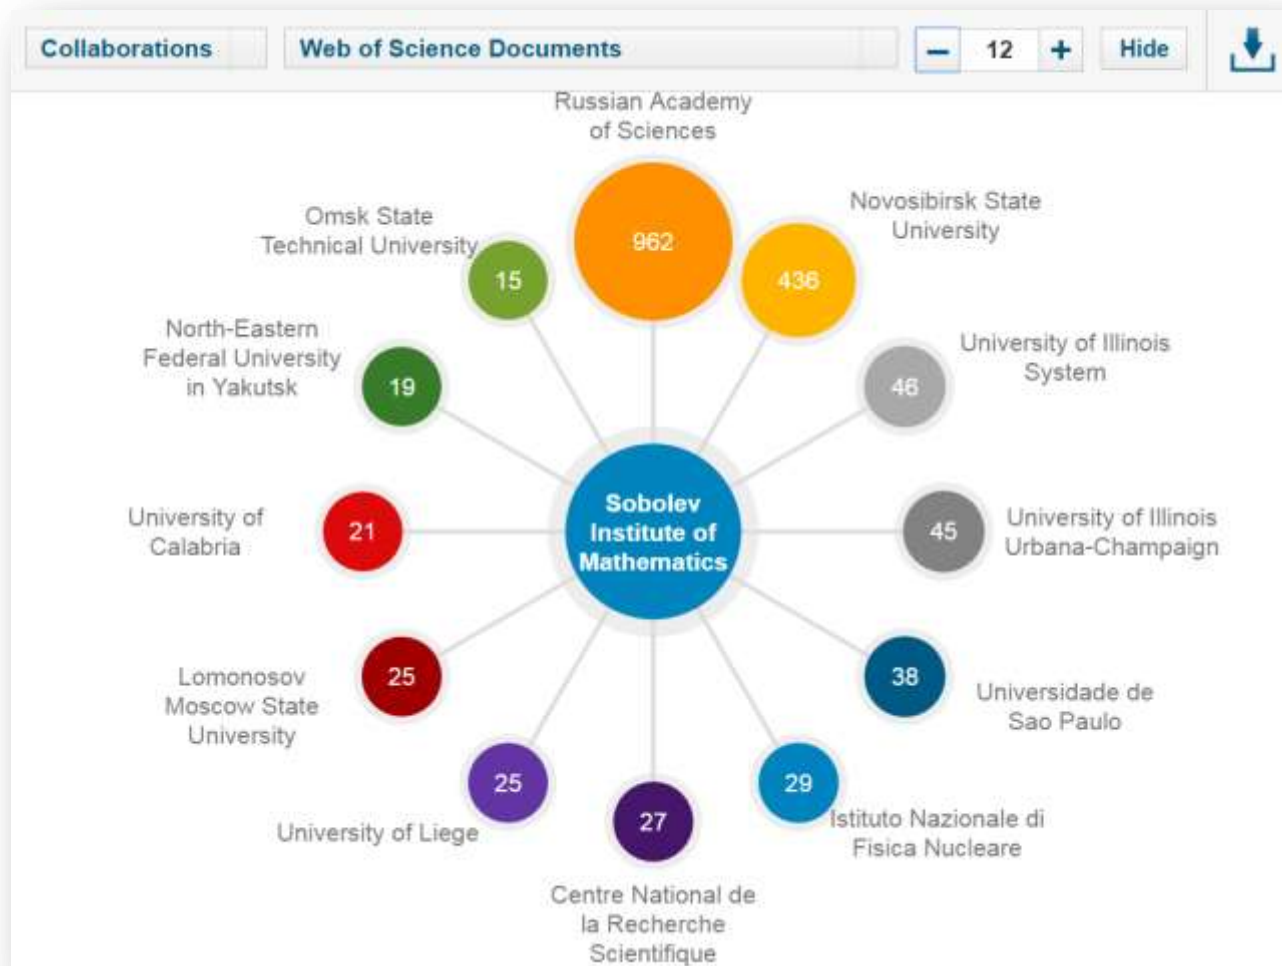 Collaborations
Web of Science Documents
12
Hide
Russian Academy
of Sciences
962
Novosibirsk State
University
436
University of Illinois
System
46
University of Illinois
Urbana-Champaign
45
Universidade de
Sao Paulo
38
Istituto Nazionale di
Fisica Nucleare
29
Centre National de
la Recherche
Scientifique
27
University of Liege
25
Lomonosov
Moscow State
University
25
University of
Calabria
21
North-Eastern
Federal University
in Yakutsk
19
Omsk State
Technical University
15
Sobolev
Institute of
Mathematics